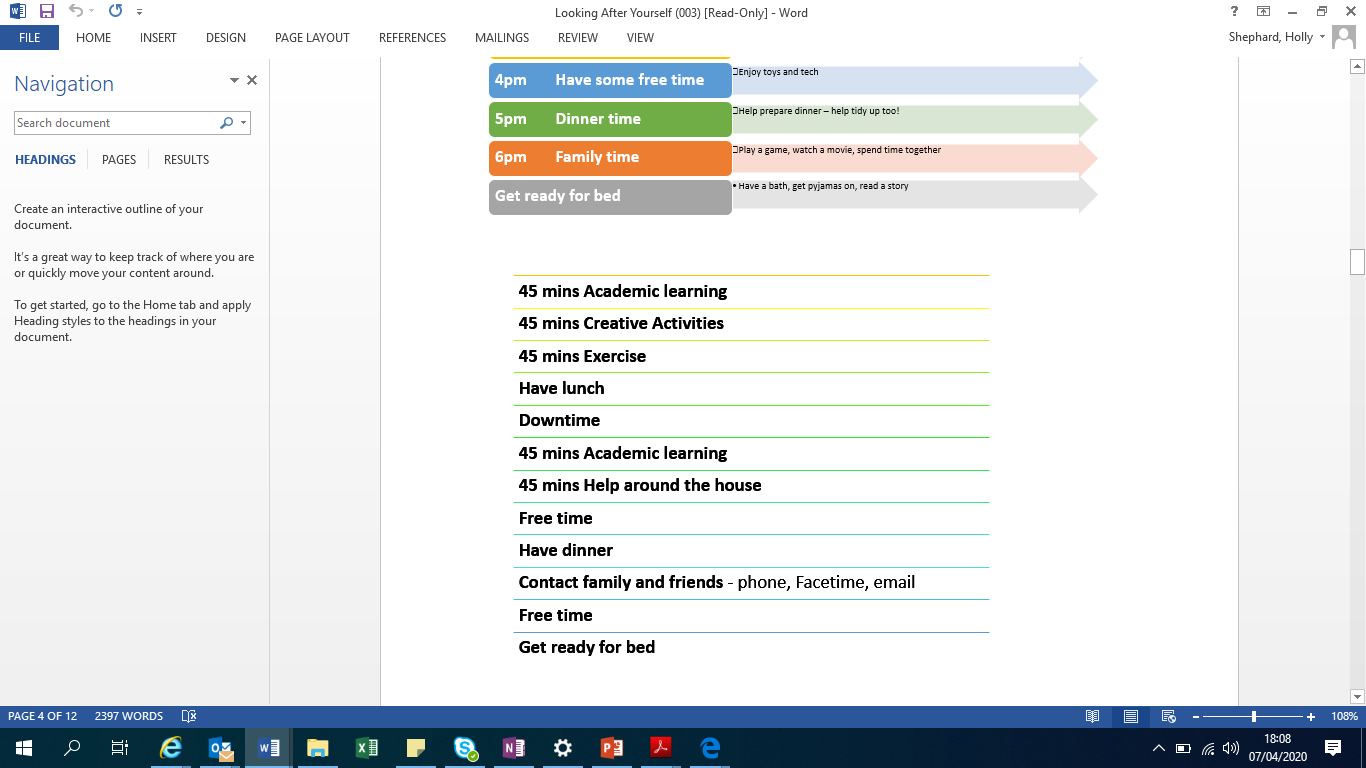 Looking After Yourself (003) [Read-Only] - Word
?
FILE HOME INSERT DESIGN PAGE LAYOUT REFERENCES MAILINGS REVIEW VIEW
Shephard, Holly
Navigation
Search document
HEADINGS PAGES RESULTS
Create an interactive outline of your
document.
It's a great way to keep track of where you are
or quickly move your content around.
To get started, go to the Home tab and apply
Heading styles to the headings in your
document.
4pm Have some free time
Enjoy toys and tech
5pm Dinner time
Help prepare dinner – help tidy up too!
6pm Family time
Play a game, watch a movie, spend time together
Get ready for bed
• Have a bath, get pyjamas on, read a story
45 mins Academic learning
45 mins Creative Activities
45 mins Exercise
Have lunch
Downtime
45 mins Academic learning
45 mins Help around the house
Free time
Have dinner
Contact family and friends - phone, Facetime, email
Free time
Get ready for bed
PAGE 4 OF 12 2397 WORDS
108%
18:08
07/04/2020